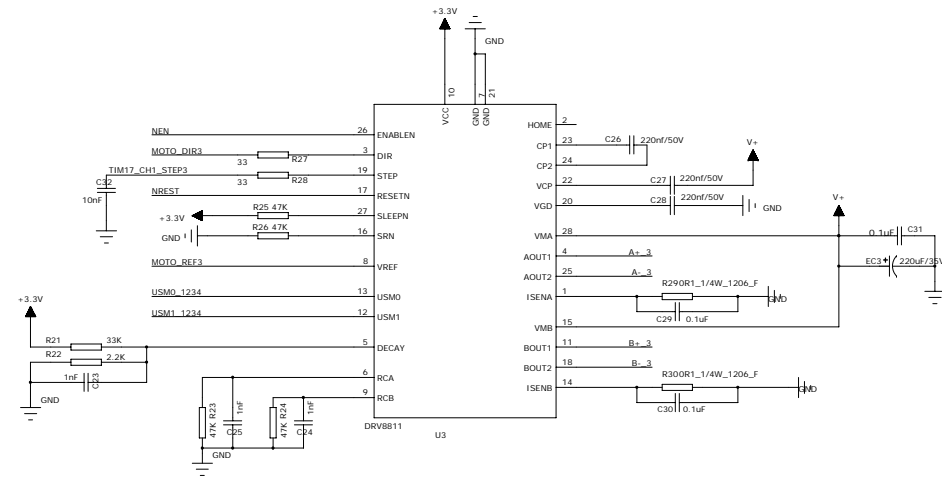 +3.3V
GND
10
7
21
VCC
GND
GND
NEN
26
ENABLEN
MOTO_DIR3
33
R27
3
DIR
TIM17_CH1_STEP3
33
R28
19
STEP
C32
10nF
NREST
17
RESETN
+3.3V
R25 47K
27
SLEEPN
GND
R26 47K
16
SRN
MOTO_REF3
8
VREF
USM0_1234
13
USM0
USM1_1234
12
USM1
+3.3V
R21
33K
5
DECAY
R22
2.2K
1nF
C23
GND
6
RCA
9
RCB
47K R23
1nF
C25
47K R24
1nF
C24
GND
DRV8811
U3
HOME
2
CP1
23
C26
220nf/50V
CP2
24
V+
VCP
22
C27
220nf/50V
VGD
20
C28
220nf/50V
GND
V+
VMA
28
0.1uF
C31
AOUT1
4
A+_3
EC3
+
220uF/35V
AOUT2
25
A-_3
ISENA
1
R290R1_1/4W_1206_F
GND
C29
0.1uF
VMB
15
BOUT1
11
B+_3
BOUT2
18
B-_3
ISENB
14
R300R1_1/4W_1206_F
GND
C30
0.1uF